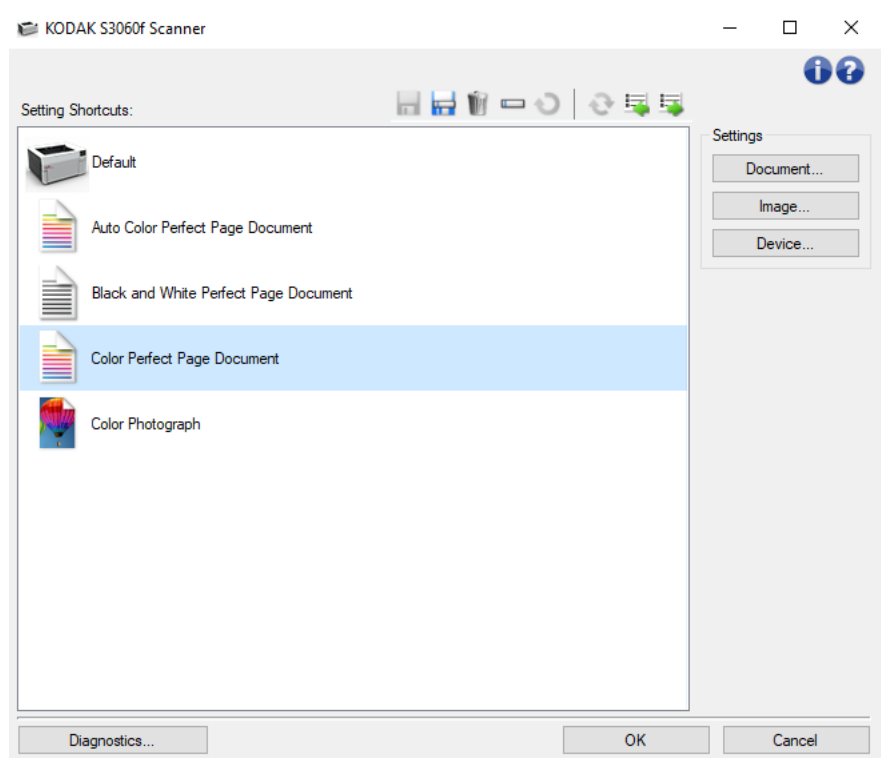 KODAK S3060f Scanner
Setting Shortcuts:
Default
Auto Color Perfect Page Document
Black and White Perfect Page Document
Color Perfect Page Document
Color Photograph
Settings
Document...
Image...
Device...
Diagnostics...
OK
Cancel